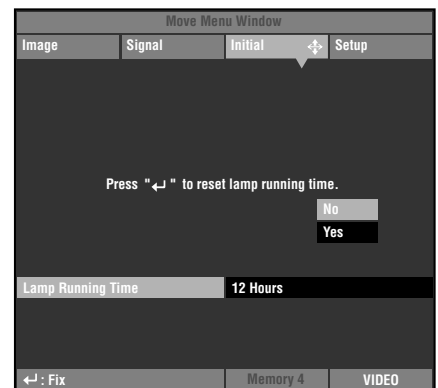 Move Menu Window
Image Signal Initial Setup
Press "↵" to reset lamp running time.
No
Yes
Lamp Running Time 12 Hours
↵ : Fix Memory 4 VIDEO